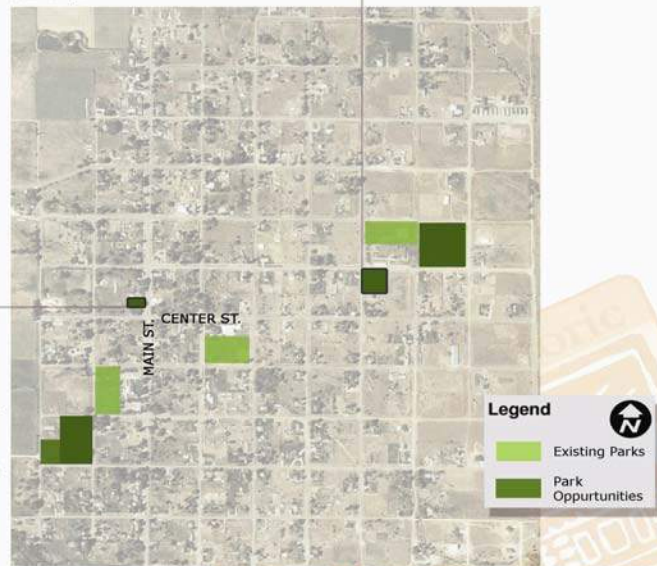 CENTER ST.
MAIN ST.
Legend
N
Existing Parks
Park
Oppurtunities